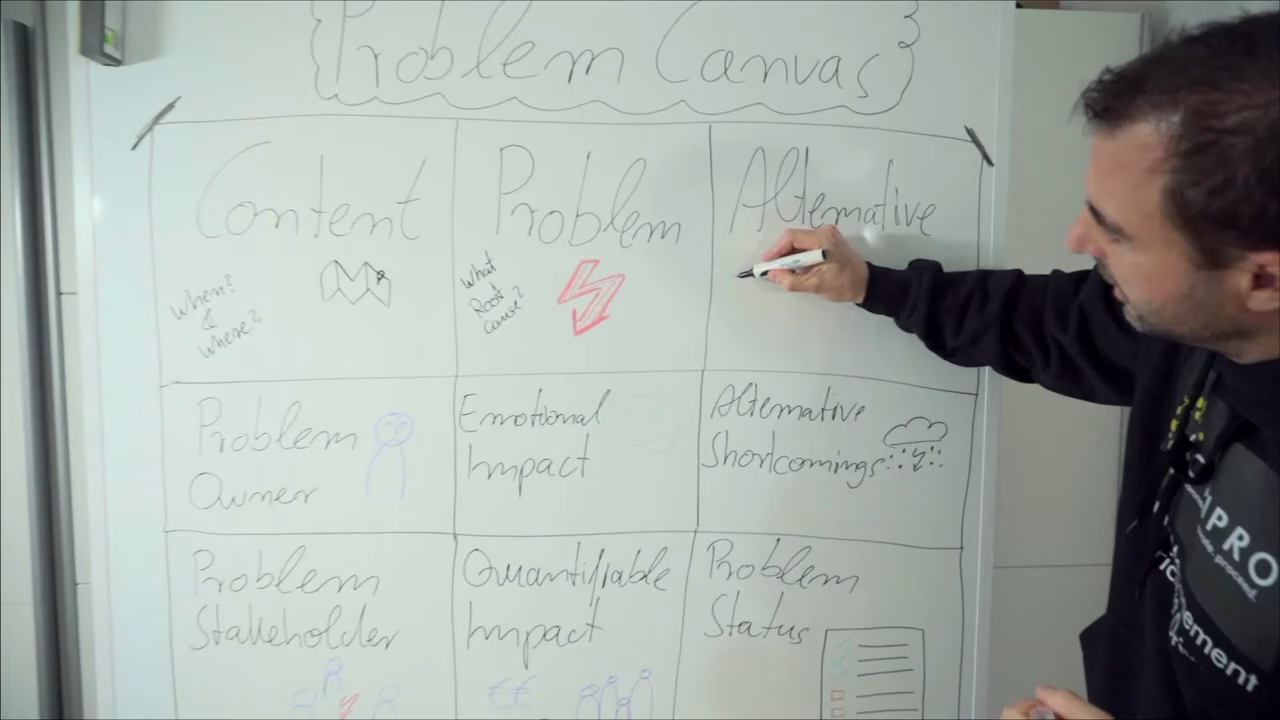 Problem Canvas
Content
When?
&
Where?
Problem
What
Root
cause?
Alternative
Problem
Owner
Emotional
Impact
Alternative
Shortcomings
Problem
Stakeholder
Quantifiable
Impact
€€
Problem
Status
PRO